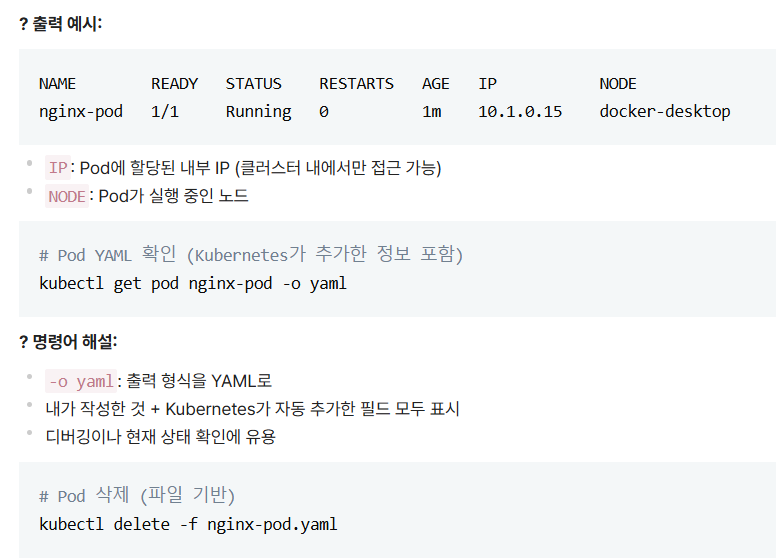 ? 출력 예시:
NAME READY STATUS RESTARTS AGE IP NODE
nginx-pod 1/1 Running 0 1m 10.1.0.15 docker-desktop
IP: Pod에 할당된 내부 IP (클러스터 내에서만 접근 가능)
NODE: Pod가 실행 중인 노드
# Pod YAML 확인 (Kubernetes가 추가한 정보 포함)
kubectl get pod nginx-pod -o yaml
? 명령어 해설:
-o yaml: 출력 형식을 YAML로
내가 작성한 것 + Kubernetes가 자동 추가한 필드 모두 표시
디버깅이나 현재 상태 확인에 유용
# Pod 삭제 (파일 기반)
kubectl delete -f nginx-pod.yaml